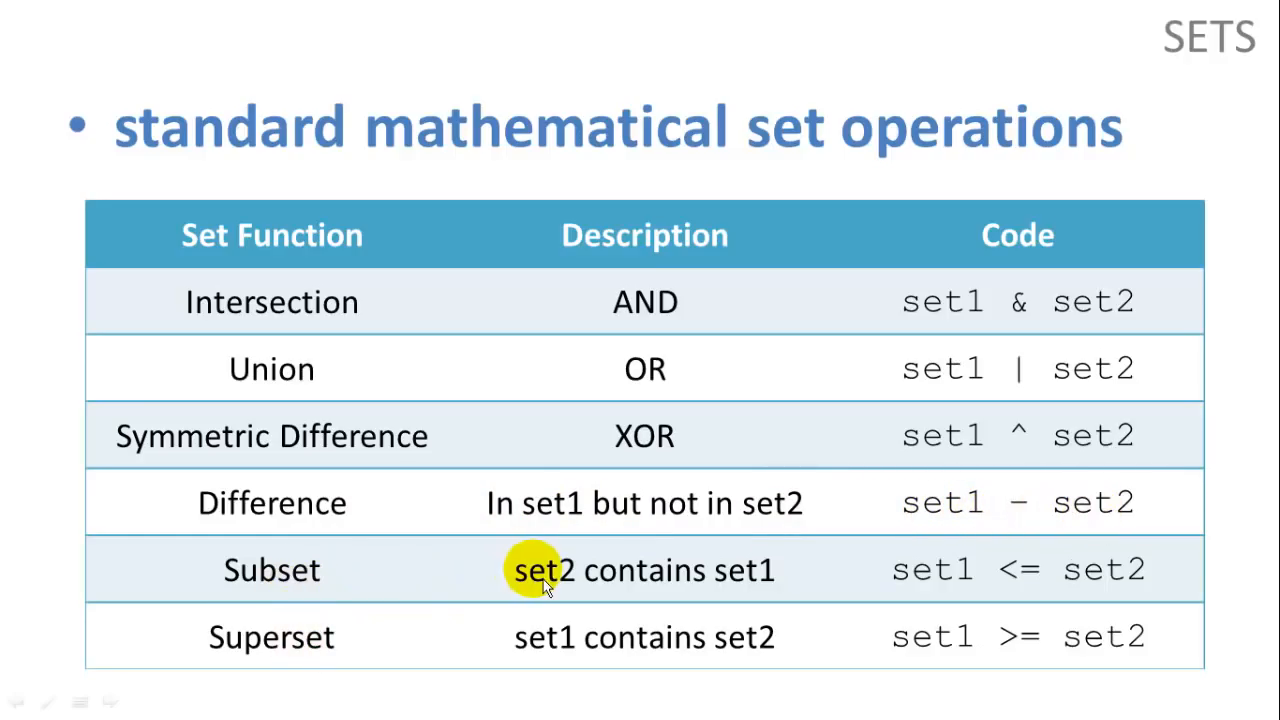 SETS
• standard mathematical set operations
Set Function Description Code
Intersection AND set1 & set2
Union OR set1 | set2
Symmetric Difference XOR set1 ^ set2
Difference In set1 but not in set2 set1 – set2
Subset set2 contains set1 set1 <= set2
Superset set1 contains set2 set1 >= set2